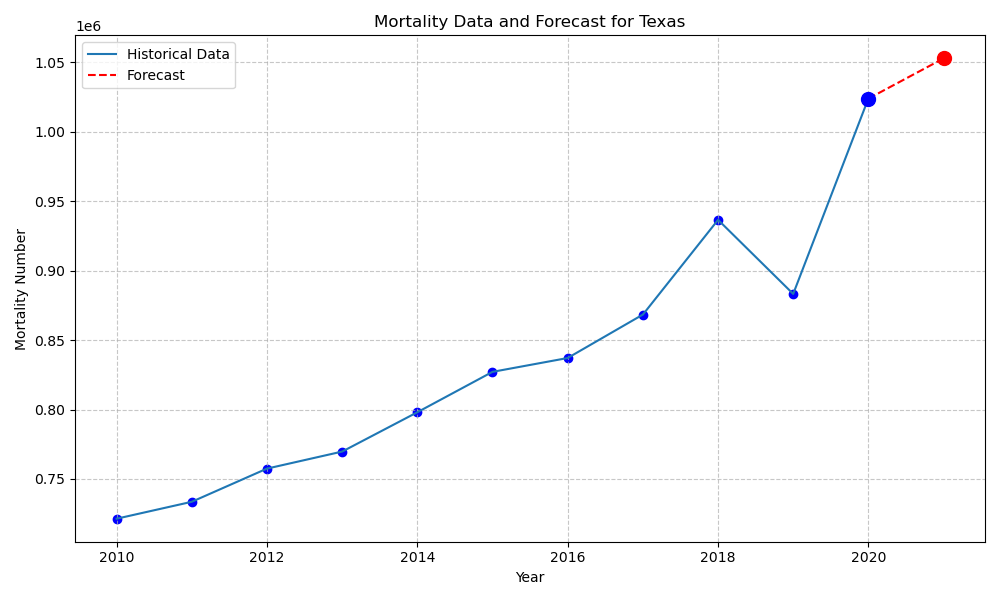 Mortality Data and Forecast for Texas
1e6
Historical Data
Forecast
1.05
1.00
0.95
0.90
0.85
0.80
0.75
Mortality Number
2010 2012 2014 2016 2018 2020
Year